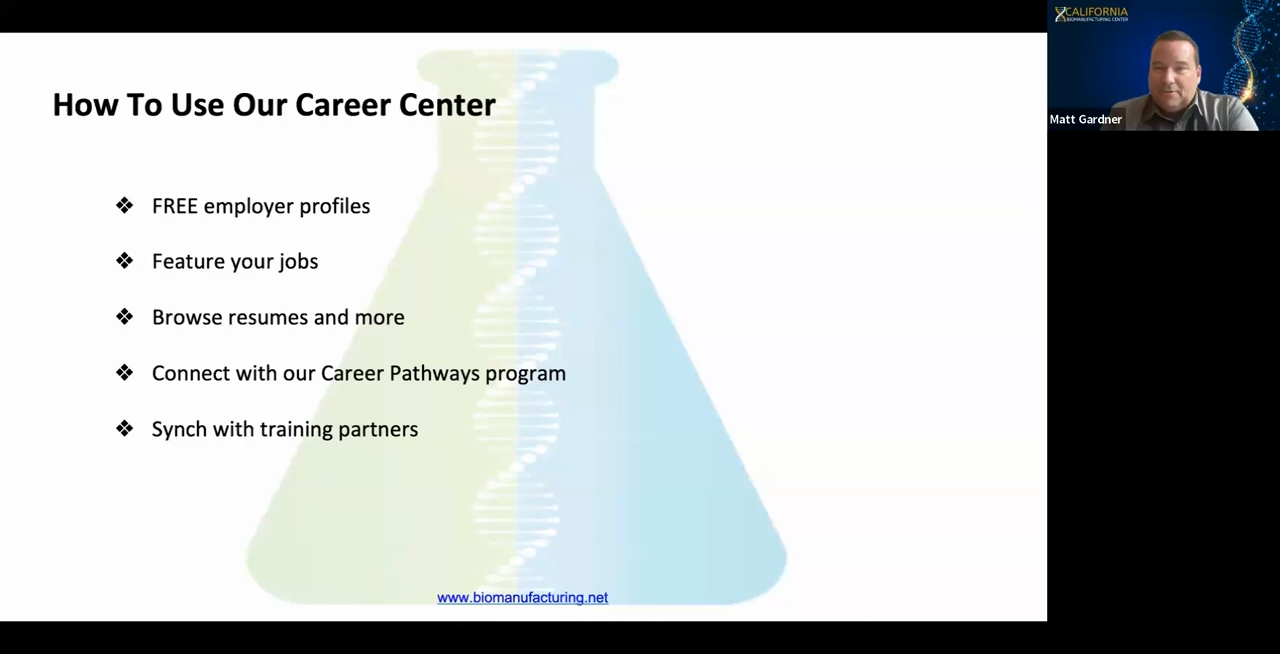 How To Use Our Career Center
❖ FREE employer profiles
❖ Feature your jobs
❖ Browse resumes and more
❖ Connect with our Career Pathways program
❖ Synch with training partners
www.biomanufacturing.net
CALIFORNIA
BIOMANUFACTURING CENTER
Matt Gardner